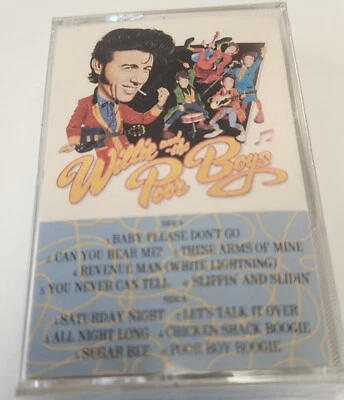 Willie and the
Poor Boys
SIDE A
1. BABY PLEASE DON'T GO
2. CAN YOU HEAR ME? 3. THESE ARMS OF MINE
4. REVENUE MAN (WHITE LIGHTNING)
5. YOU NEVER CAN TELL 6. SLIPPIN' AND SLIDIN'
SIDE B
1. SATURDAY NIGHT 2. LET'S TALK IT OVER
3. ALL NIGHT LONG 4. CHICKEN SHACK BOOGIE
5. SUGAR BEE 6. POOR BOY BOOGIE